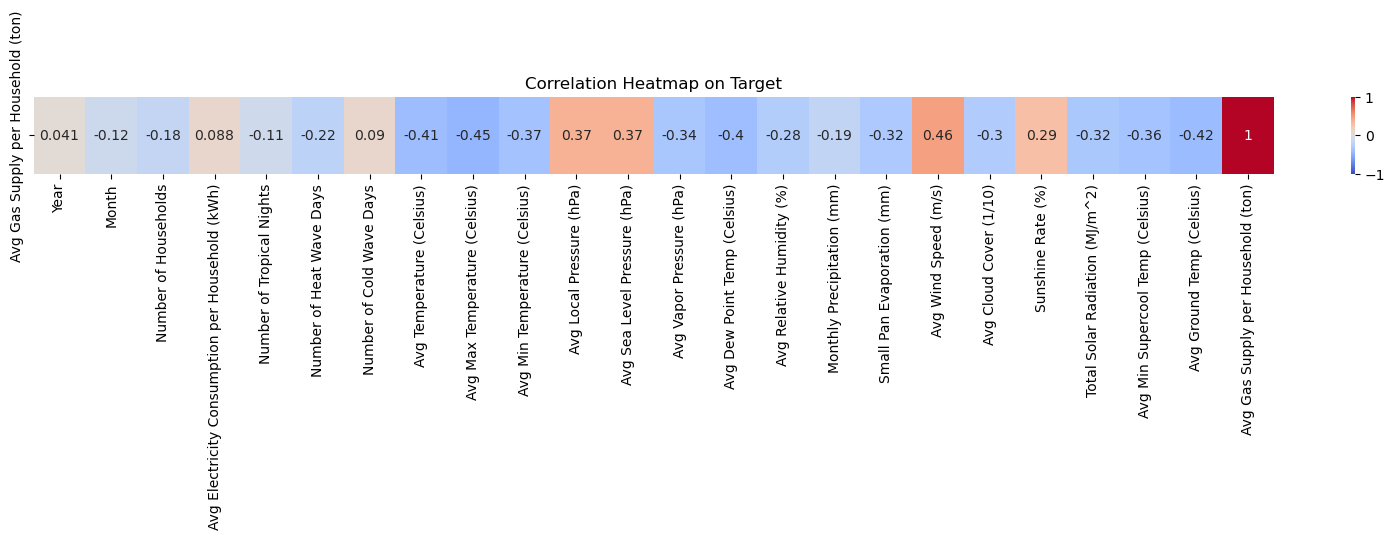 Correlation Heatmap on Target
Avg Gas Supply per Household (ton)
0.041 -0.12 -0.18 0.088 -0.11 -0.22 0.09 -0.41 -0.45 -0.37 0.37 0.37 -0.34 -0.4 -0.28 -0.19 -0.32 0.46 -0.3 0.29 -0.32 -0.36 -0.42 1
Year
Month
Number of Households
Avg Electricity Consumption per Household (kWh)
Number of Tropical Nights
Number of Heat Wave Days
Number of Cold Wave Days
Avg Temperature (Celsius)
Avg Max Temperature (Celsius)
Avg Min Temperature (Celsius)
Avg Local Pressure (hPa)
Avg Sea Level Pressure (hPa)
Avg Vapor Pressure (hPa)
Avg Dew Point Temp (Celsius)
Avg Relative Humidity (%)
Monthly Precipitation (mm)
Small Pan Evaporation (mm)
Avg Wind Speed (m/s)
Avg Cloud Cover (1/10)
Sunshine Rate (%)
Total Solar Radiation (MJ/m^2)
Avg Min Supercool Temp (Celsius)
Avg Ground Temp (Celsius)
Avg Gas Supply per Household (ton)
1
0
−1